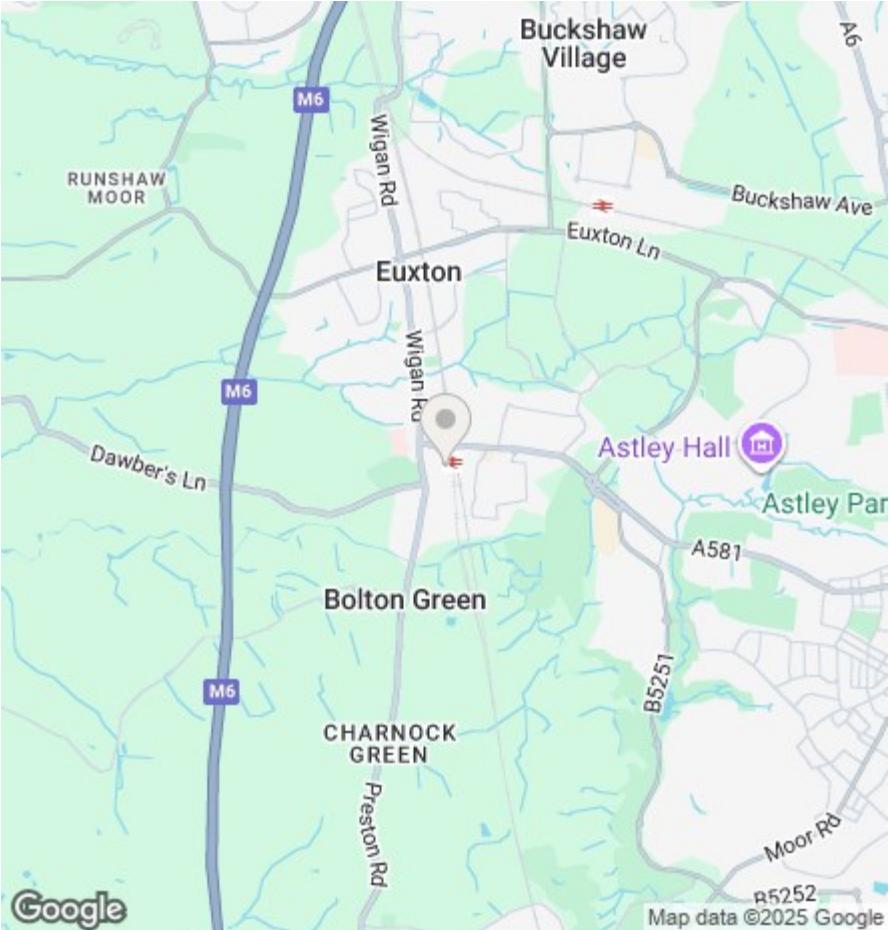 Buckshaw
Village
A6
M6
Wigan Rd
RUNSHAW
MOOR
Buckshaw Ave
Euxton Ln
Euxton
Wigan Rd
M6
Astley Hall
Dawber's Ln
Astley Par
A581
Bolton Green
B5251
M6
CHARNOCK
GREEN
Preston Rd
Moor Rd
B5252
Google
Map data ©2025 Google